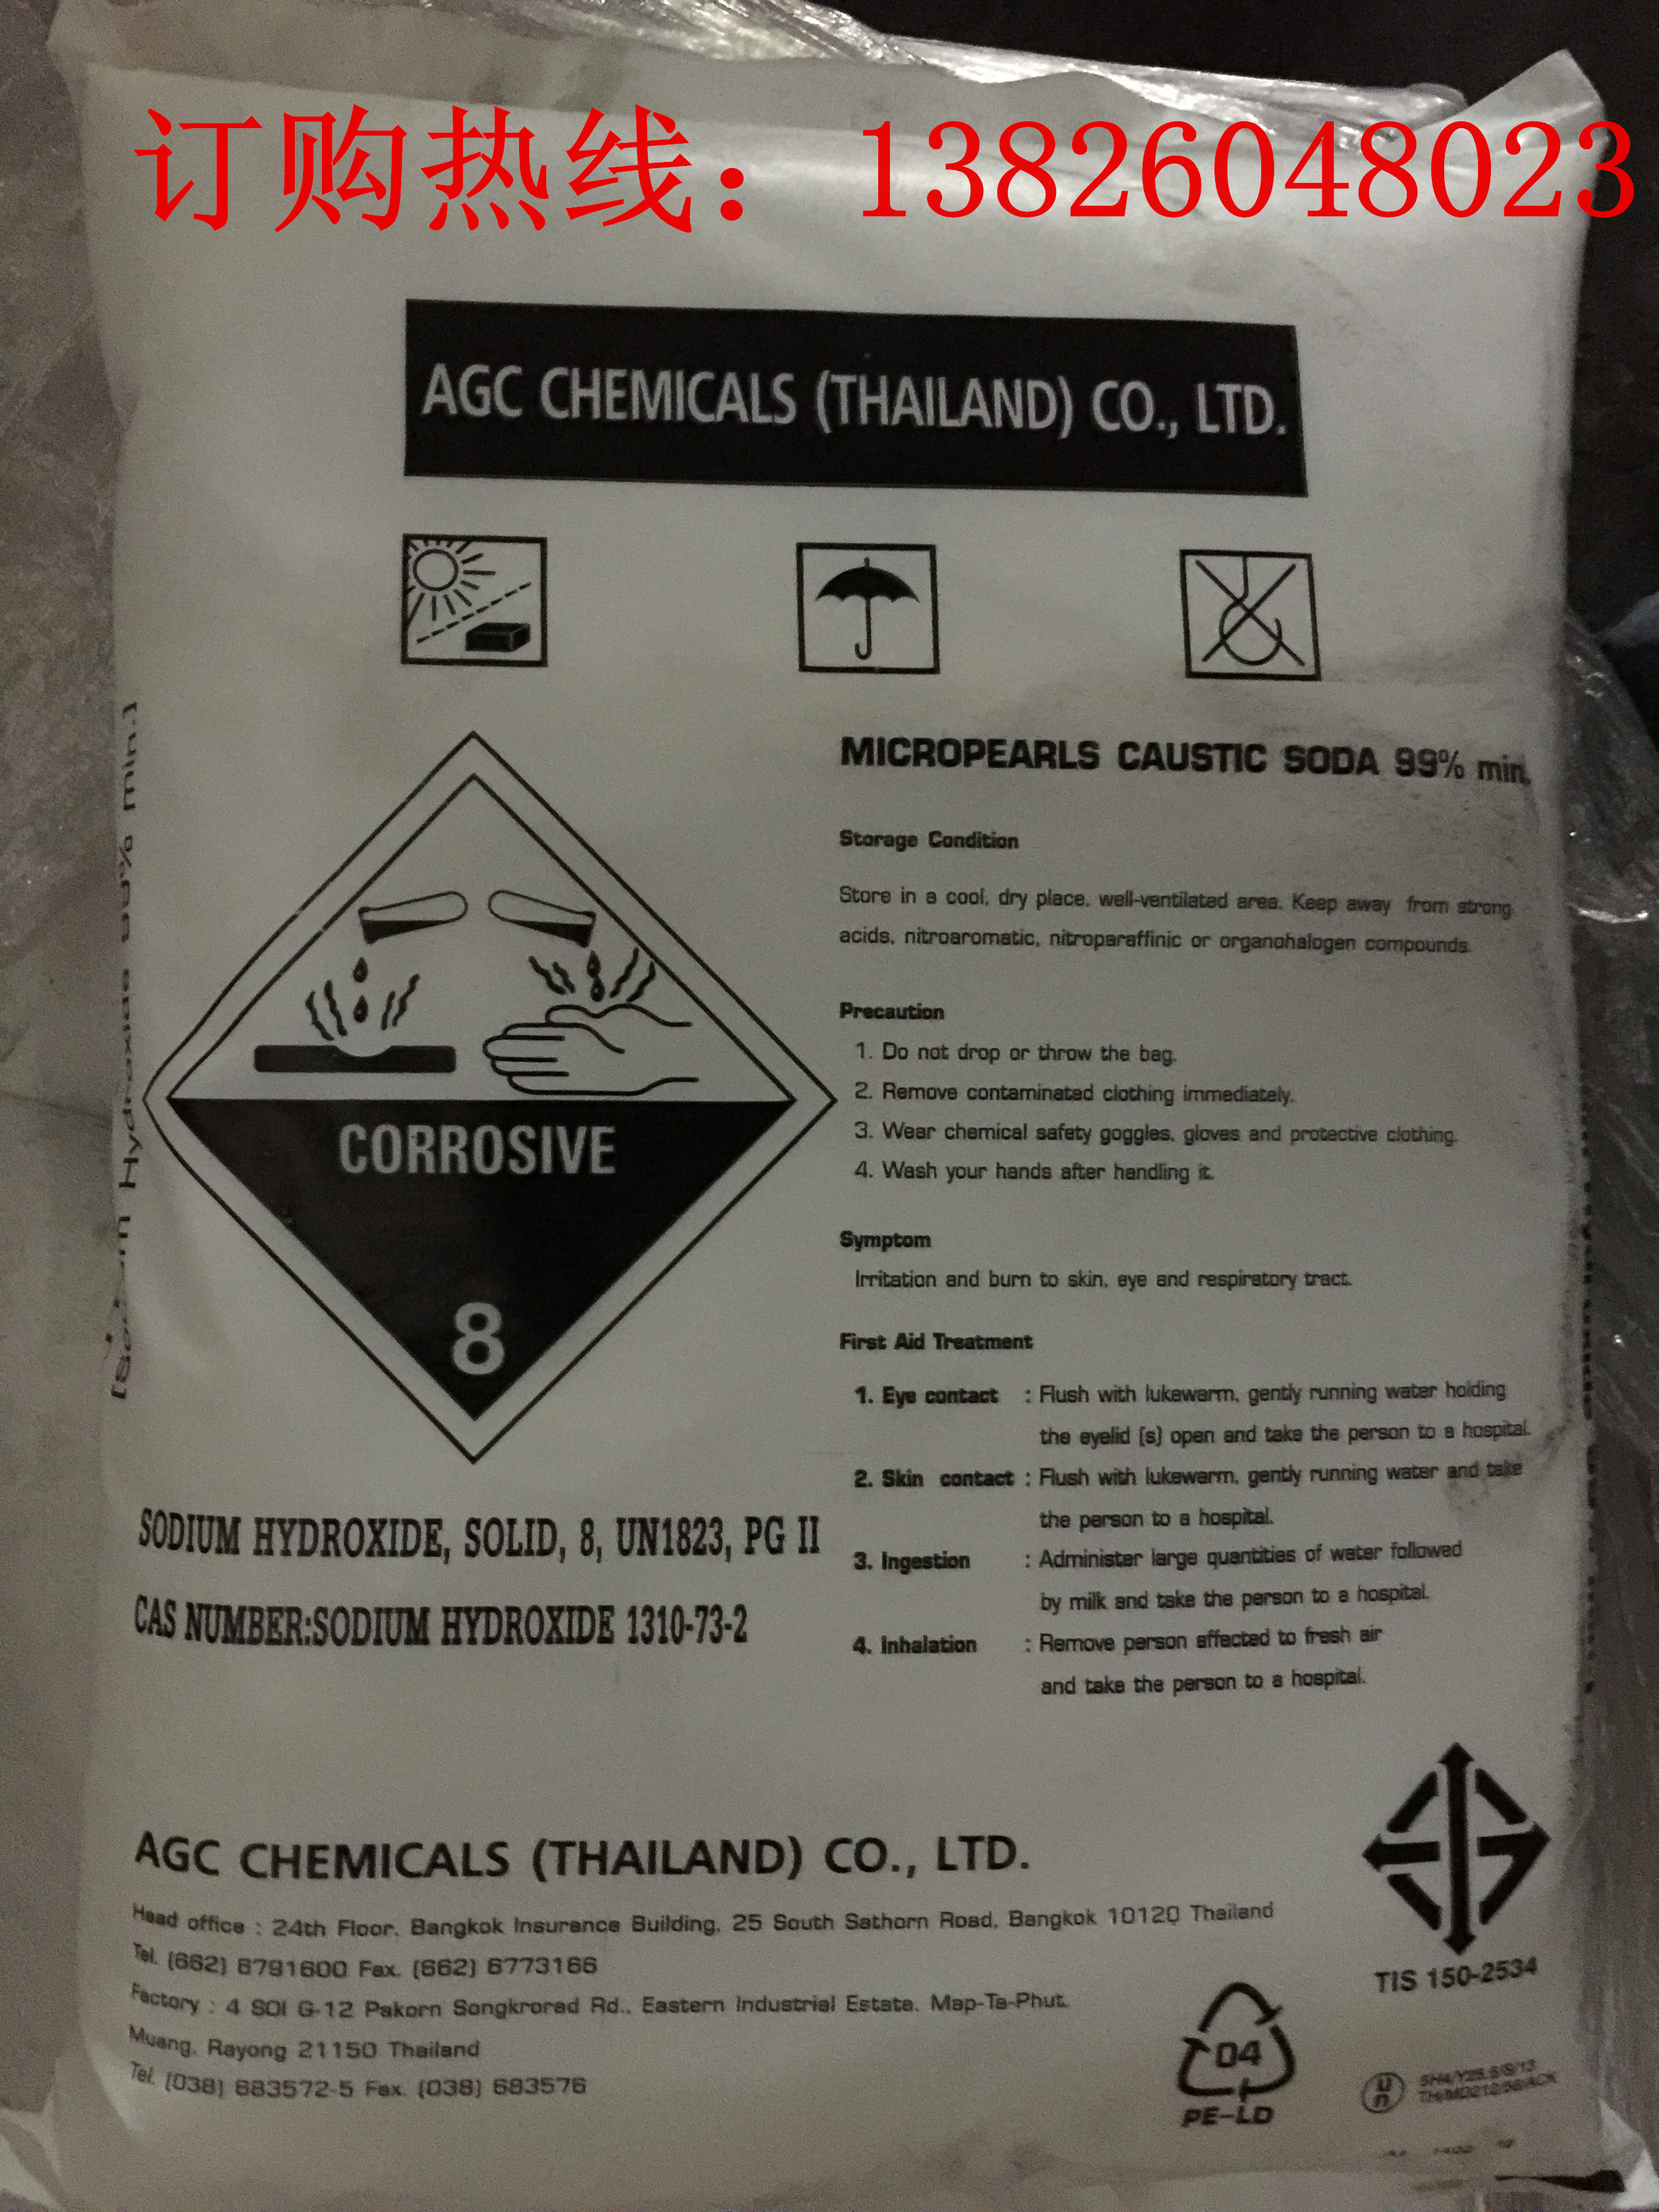 订购热线：13826048023
AGC CHEMICALS (THAILAND) CO., LTD.
MICROPEARLS CAUSTIC SODA 99% min.
Storage Condition
Store in a cool, dry place, well-ventilated area. Keep away from strong
acids, nitroaromatic, nitroparaffinic or organohalogen compounds.
Precaution
1. Do not drop or throw the bag.
2. Remove contaminated clothing immediately.
3. Wear chemical safety goggles, gloves and protective clothing.
4. Wash your hands after handling it.
Symptom
Irritation and burn to skin, eye and respiratory tract.
First Aid Treatment
1. Eye contact : Flush with lukewarm, gently running water holding
the eyelid (s) open and take the person to a hospital.
2. Skin contact : Flush with lukewarm, gently running water and take
the person to a hospital.
3. Ingestion : Administer large quantities of water followed
by milk and take the person to a hospital.
4. Inhalation : Remove person affected to fresh air
and take the person to a hospital.
CORROSIVE
8
Hydroxide min.]
SODIUM HYDROXIDE, SOLID, 8, UN1823, PG II
CAS NUMBER:SODIUM HYDROXIDE 1310-73-2
AGC CHEMICALS (THAILAND) CO., LTD.
Head office : 24th Floor, Bangkok Insurance Building, 25 South Sathorn Road, Bangkok 10120 Thailand
Tel. (662) 6791600 Fax. (662) 6773166
Factory : 4 SOI G-12 Pakorn Songkrorad Rd., Eastern Industrial Estate, Map-Ta-Phut,
Muang, Rayong 21150 Thailand
Tel. (038) 683572-5 Fax. (038) 683576
TIS 150-2534
04
PE-LD
un